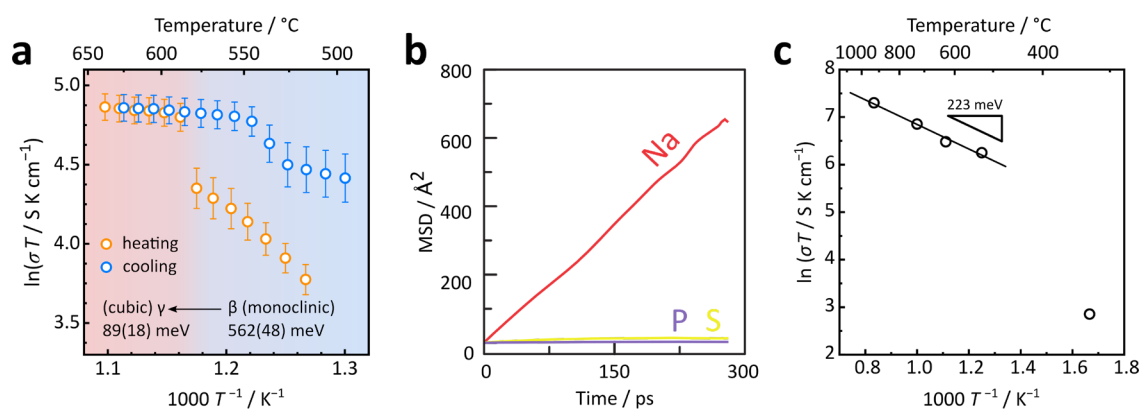 a
Temperature / °C
650 600 550 500
ln(σT / S K cm⁻¹)
5.0
4.5
4.0
3.5
heating
cooling
(cubic) γ β (monoclinic)
89(18) meV 562(48) meV
1.1 1.2 1.3
1000 T⁻¹ / K⁻¹
b
MSD / Å²
800
600
400
200
0
Na
P S
0 150 300
Time / ps
c
Temperature / °C
1000 800 600 400
ln (σT / S K cm⁻¹)
8
7
6
5
4
3
2
223 meV
0.8 1.0 1.2 1.4 1.6 1.8
1000 T⁻¹ / K⁻¹